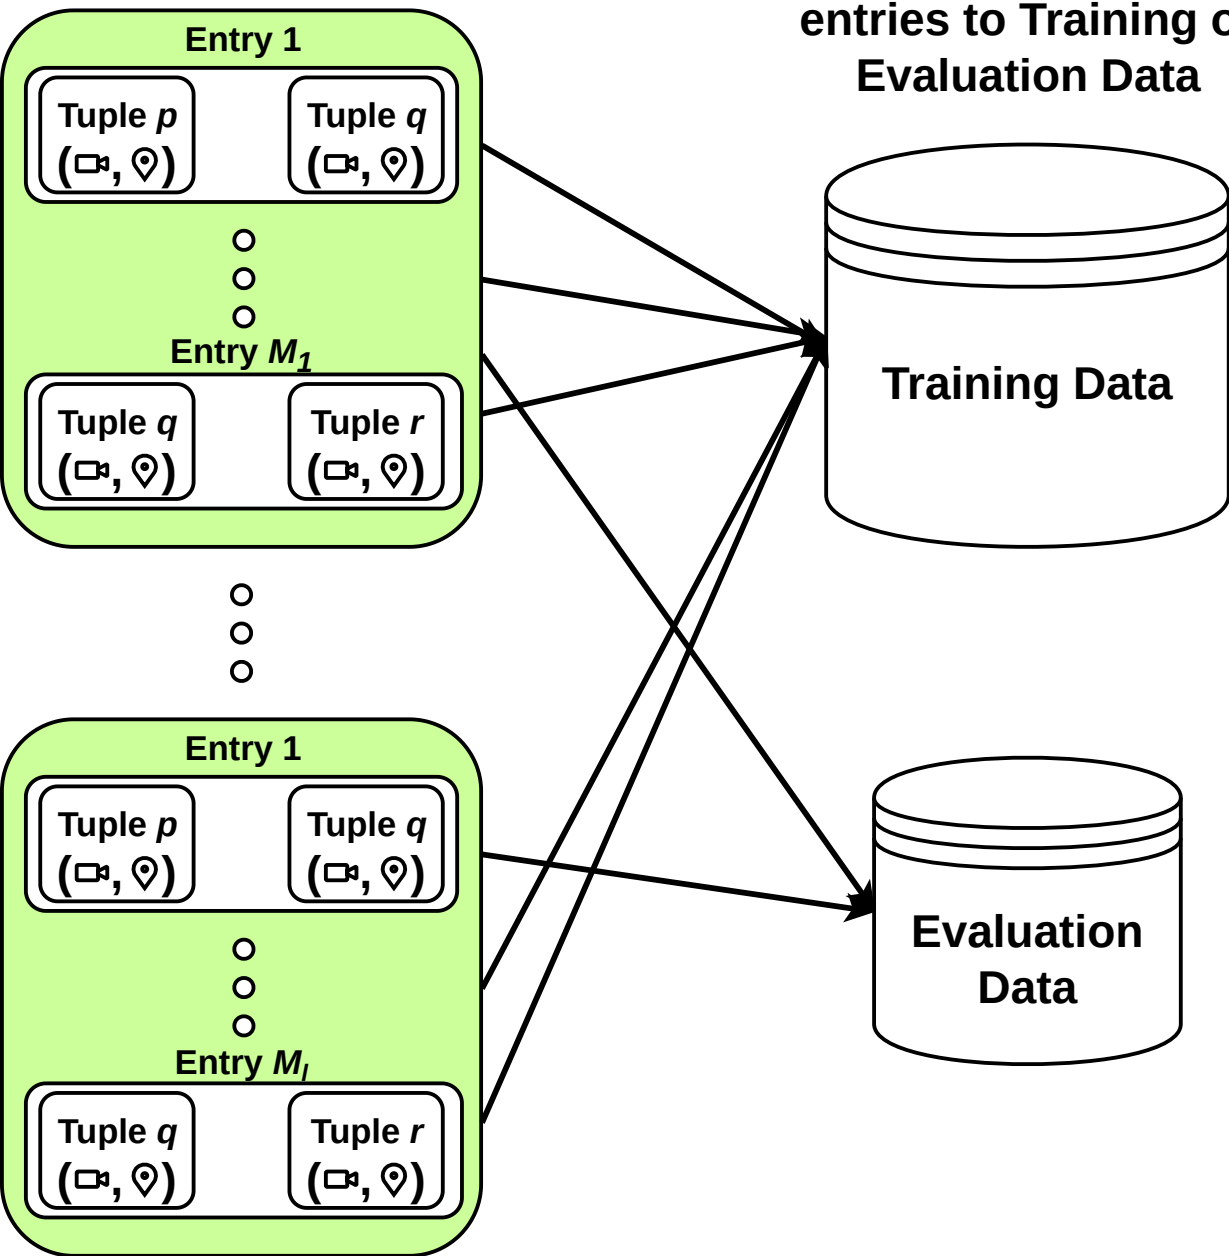 entries to Training
Evaluation Data
Entry 1
Tuple p
(, )
Tuple q
(, )
Entry M1
Tuple q
(, )
Tuple r
(, )
Training Data
Entry 1
Tuple p
(, )
Tuple q
(, )
Entry Ml
Tuple q
(, )
Tuple r
(, )
Evaluation
Data